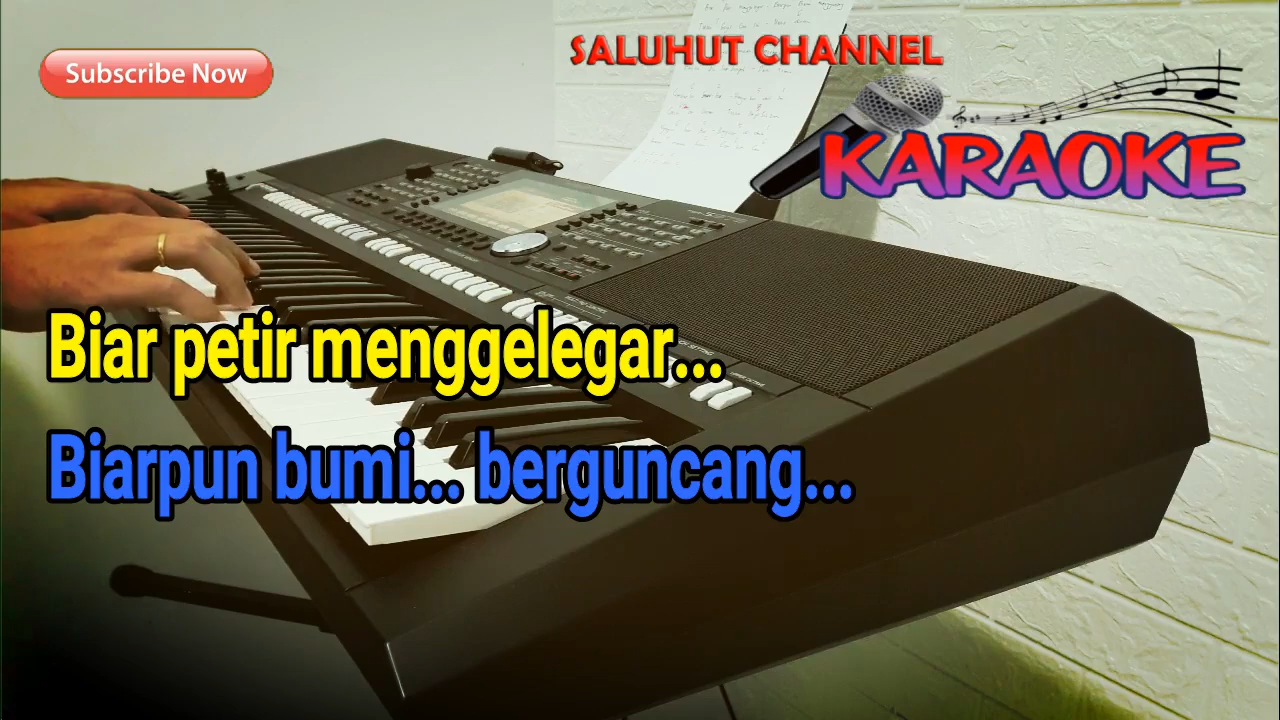 Subscribe Now
SALUHUT CHANNEL
KARAOKE
Biar petir menggelegar...
Biarpun bumi... berguncang...